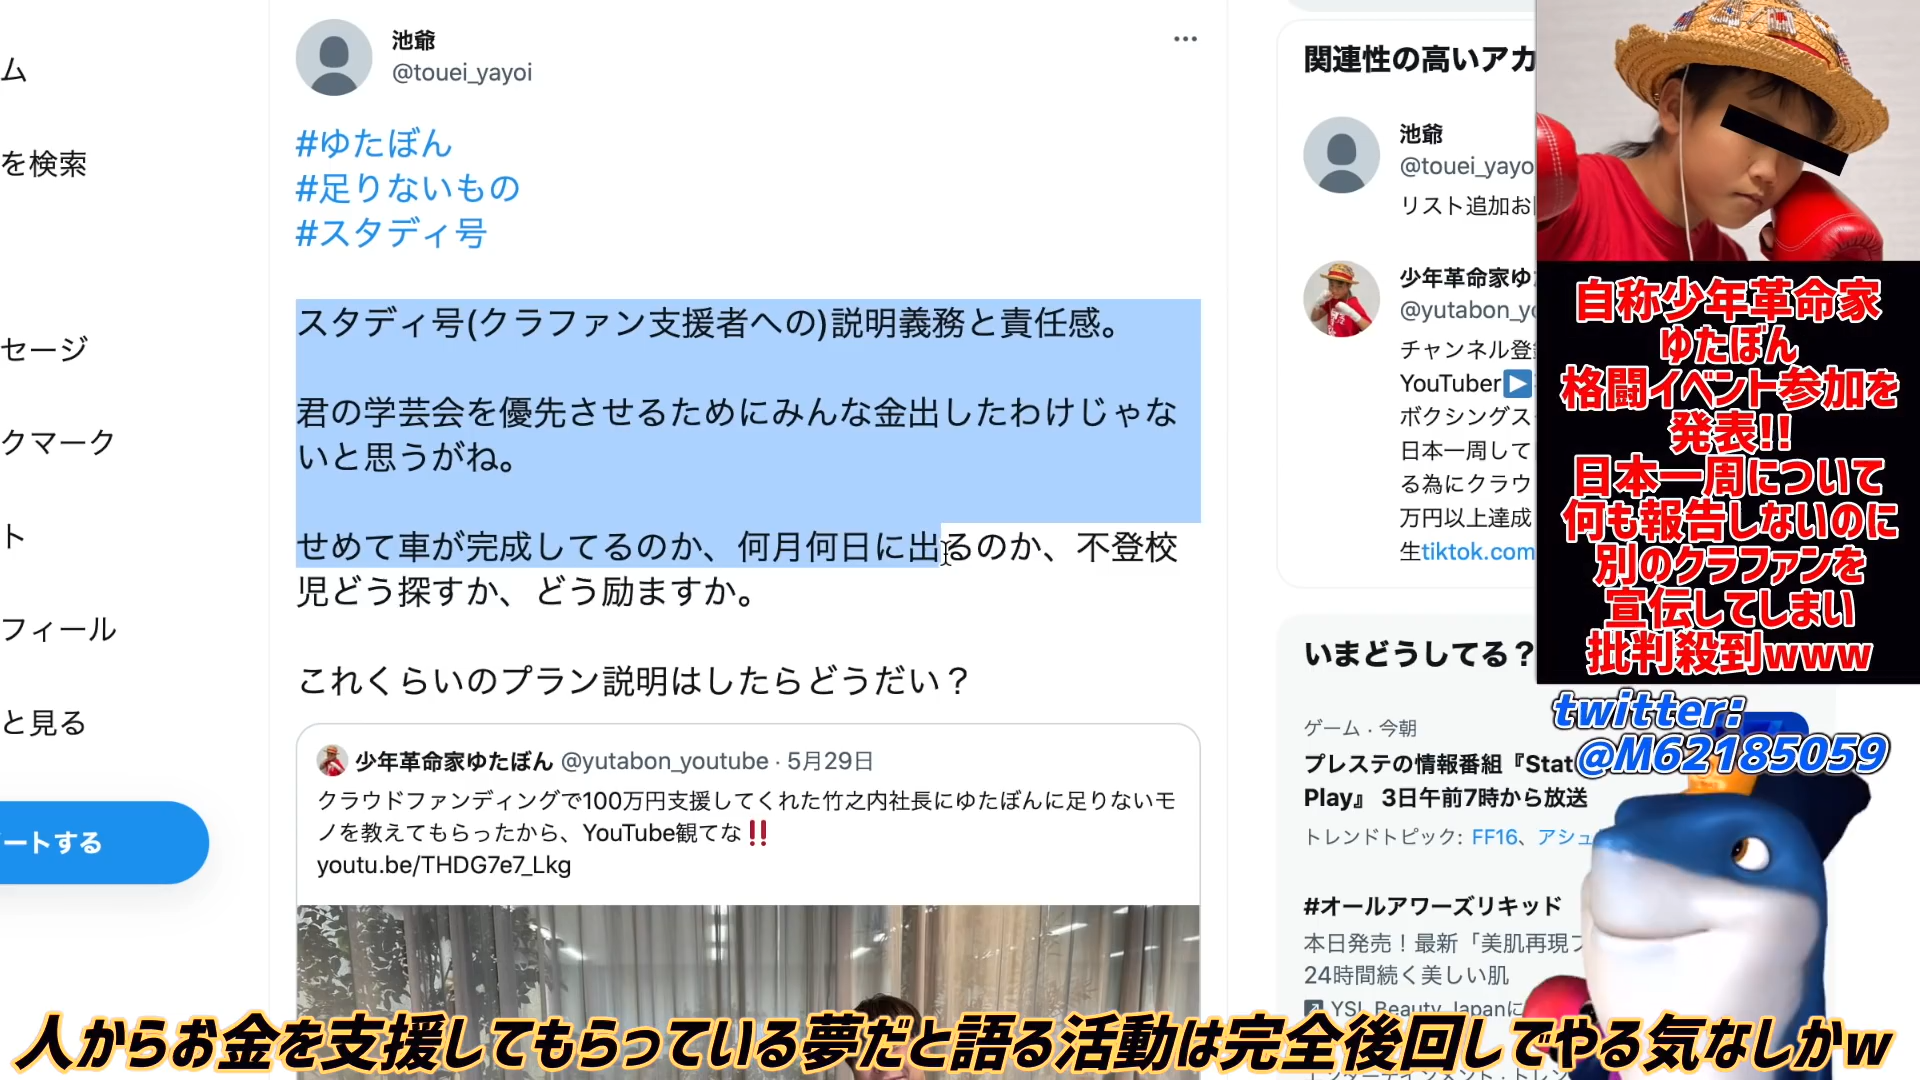 ム
を検索
セージ
クマーク
ト
フィール
と見る
ートする
池爺
@touei_yayoi
#ゆたぼん
#足りないもの
#スタディ号
スタディ号(クラファン支援者への)説明義務と責任感。
君の学芸会を優先させるためにみんな金出したわけじゃな
いと思うがね。
せめて車が完成してるのか、何月何日に出るのか、不登校
児どう探すか、どう励ますか。
これくらいのプラン説明はしたらどうだい？
少年革命家ゆたぼん @yutabon_youtube · 5月29日
クラウドファンディングで100万円支援してくれた竹之内社長にゆたぼんに足りないモ
ノを教えてもらったから、YouTube観てな‼️
youtu.be/THDG7e7_Lkg
関連性の高いアカ
池爺
@touei_yayo
リスト追加お
少年革命家ゆ
@yutabon_yo
チャンネル登
YouTuber▶️
ボクシングス
日本一周して
る為にクラウ
万円以上達成
生tiktok.com
いまどうしてる？
ゲーム · 今朝
プレステの情報番組『Stat
Play』 3日午前7時から放送
トレンドトピック: FF16、アシュ
#オールアワーズリキッド
本日発売！最新「美肌再現フ
24時間続く美しい肌
YSL Beauty Japanに
自称少年革命家
ゆたぼん
格闘イベント参加を
発表!!
日本一周について
何も報告しないのに
別のクラファンを
宣伝してしまい
批判殺到www
twitter:
@M62185059
人からお金を支援してもらっている夢だと語る活動は完全後回しでやる気なしかw